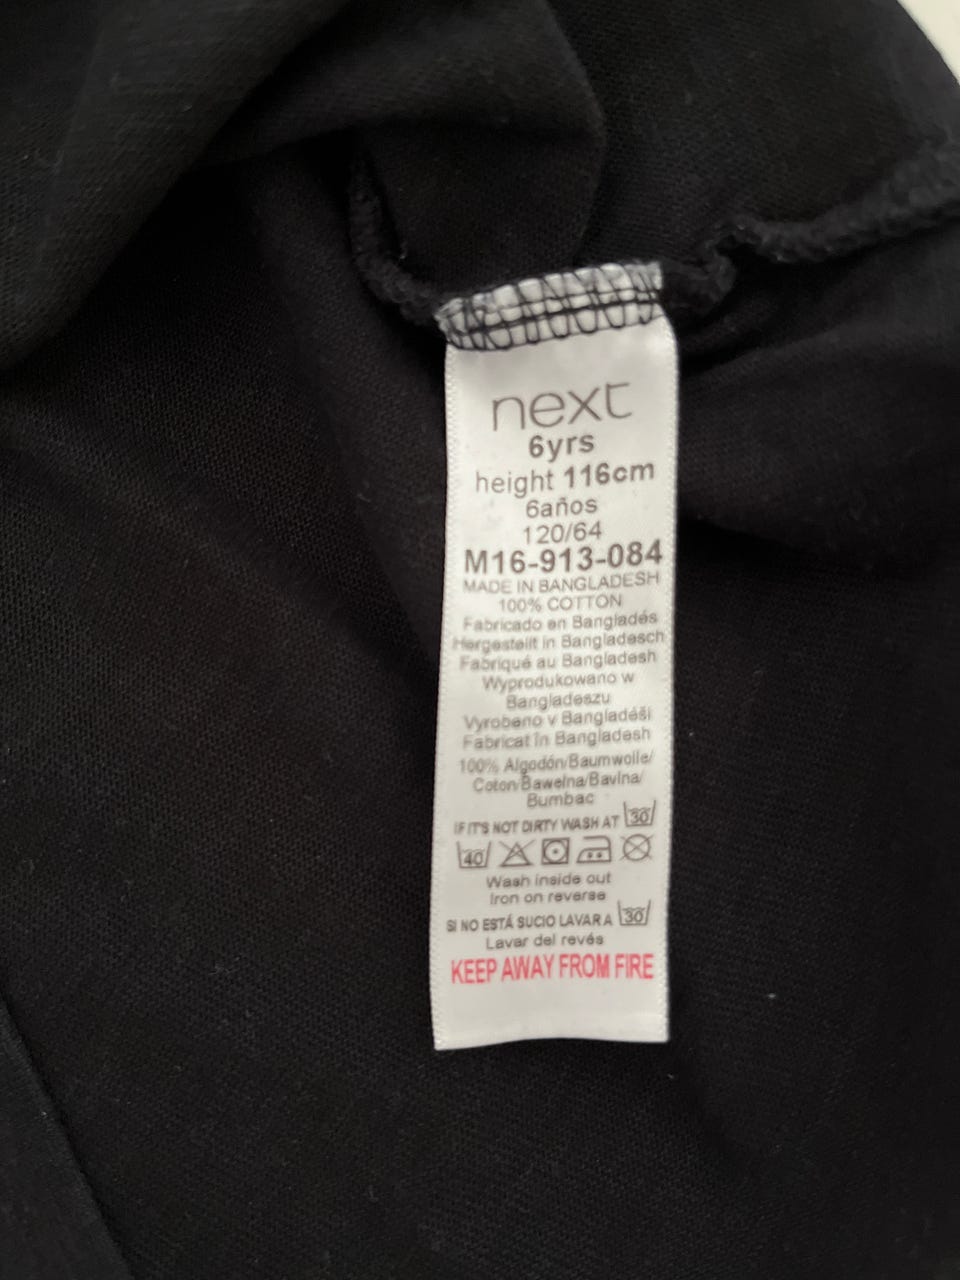 next
6yrs
height 116cm
6años
120/64
M16-913-084
MADE IN BANGLADESH
100% COTTON
Fabricado en Bangladés
Hergestellt in Bangladesch
Fabriqué au Bangladesh
Wyprodukowano w
Bangladeszu
Vyrobeno v Bangladéši
Fabricat în Bangladesh
100% Algodón/Baumwolle/
Coton/Bawełna/Bavlna/
Bumbac
IF IT'S NOT DIRTY WASH AT 30
40
Wash inside out
Iron on reverse
SI NO ESTÁ SUCIO LAVAR A 30
Lavar del revés
KEEP AWAY FROM FIRE